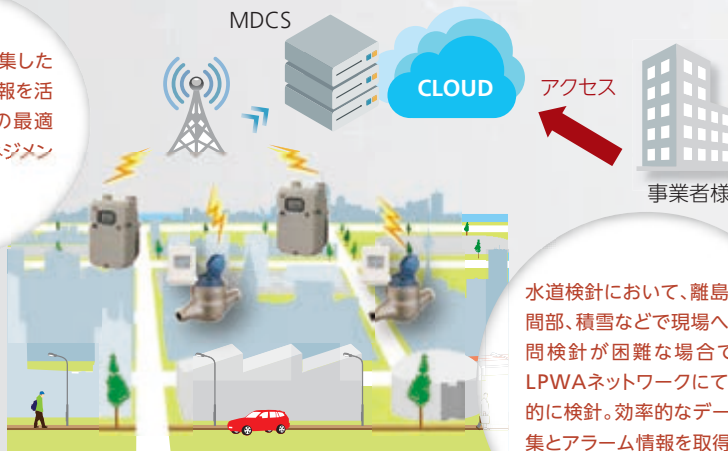 MDCS
集した
報を活
の最適
ジメン
CLOUD
アクセス
事業者様
水道検針において、離島
間部、積雪などで現場へ
問検針が困難な場合で
LPWAネットワークにて
的に検針。効率的なデー
集とアラーム情報を取得